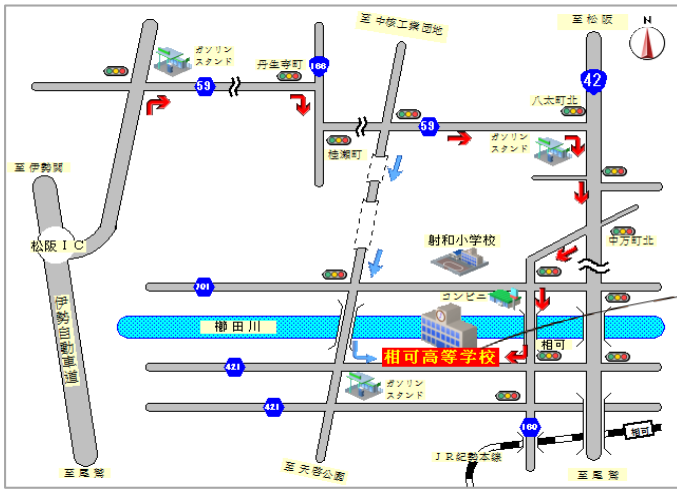 至 中核工業団地
至 松阪
N
ガソリン
スタンド
丹生寺町
166
42
59
八太町北
59
ガソリン
スタンド
桂瀬町
至 伊勢関
中万町北
松阪ＩＣ
射和小学校
701
コンビニ
伊勢自動車道
櫛田川
相可
相可高等学校
421
ガソリン
スタンド
421
160
相可
ＪＲ紀勢本線
至 尾鷲
至 天啓公園
至 尾鷲